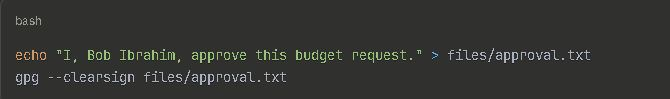 bash
echo "I, Bob Ibrahim, approve this budget request." > files/approval.txt
gpg --clearsign files/approval.txt